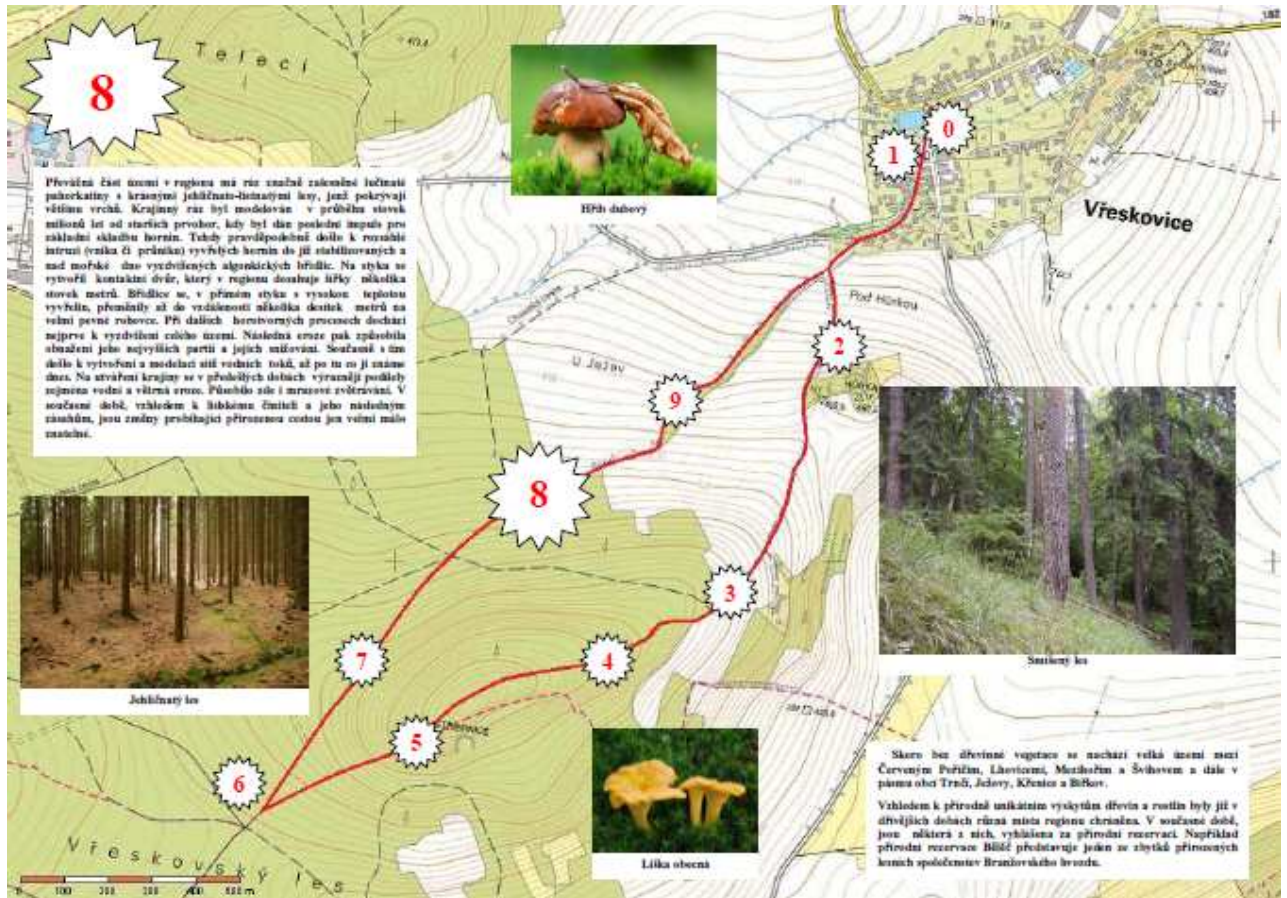 8
Teleci
Převážná část území v regionu má ráz značně zalesněné lučinaté
pahorkatiny s krásnými jehličnato-listnatými lesy, jenž pokrývají
většinu vrchů. Krajinný ráz byl modelován v průběhu stovek
milionů let od starších prvohor, kdy byl dán poslední impuls pro
základní skladbu hornin. Tehdy pravděpodobně došlo k rozsáhlé
intruzi (vzniku či průniku) vyvřelých hornin do již stabilizovaných a
nad mořské dno vyzdvižených algonkických břidlic. Na styku se
vytvořil kontaktní dvůr, který v regionu dosahuje šířky několika
stovek metrů. Břidlice se, v přímém styku s vysokou teplotou
vyvřelin, přeměnily až do vzdálenosti několika desítek metrů na
velmi pevné rohovce. Při dalších horotvorných procesech dochází
nejprve k vyzdvižení celého území. Následná eroze pak způsobila
obnažení jeho nejvyšších partií a jejich snižování. Současně s tím
došlo k vytvoření a modelaci sítě vodních toků, až po tu co ji známe
dnes. Na utváření krajiny se v předešlých dobách výrazněji podílely
zejména vodní a větrná eroze. Působilo zde i mrazové zvětrávání. V
současné době, vzhledem k lidskému činiteli a jeho následným
zásahům, jsou změny probíhající přirozenou cestou jen velmi málo
znatelné.
Hřib dubový
0
1
Vřeskovice
Pod Hůrkou
2
U Ježov
9
8
3
4
7
5
6
Jehličnatý les
Smíšený les
Liška obecná
Vřeskovský les
0 100 200 300 400 500 m
Skoro bez dřevinné vegetace se nachází velká území mezi
Červeným Poříčím, Lhovicemi, Mezihořím a Švihovem a dále v
pásmu obcí Trnčí, Ježovy, Křenice a Biřkov.
Vzhledem k přírodně unikátním výskytům dřevin a rostlin byly již v
dřívějších dobách různá místa regionu chráněna. V současné době,
jsou některá z nich, vyhlášena za přírodní rezervaci. Například
přírodní rezervace Běleč představuje jeden ze zbytků přirozených
lesních společenstev Branžovského hvozdu.